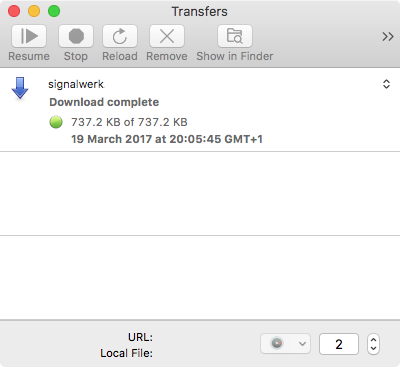 Transfers
Resume Stop Reload Remove Show in Finder
signalwerk
Download complete
737.2 KB of 737.2 KB
19 March 2017 at 20:05:45 GMT+1
URL:
2
Local File: